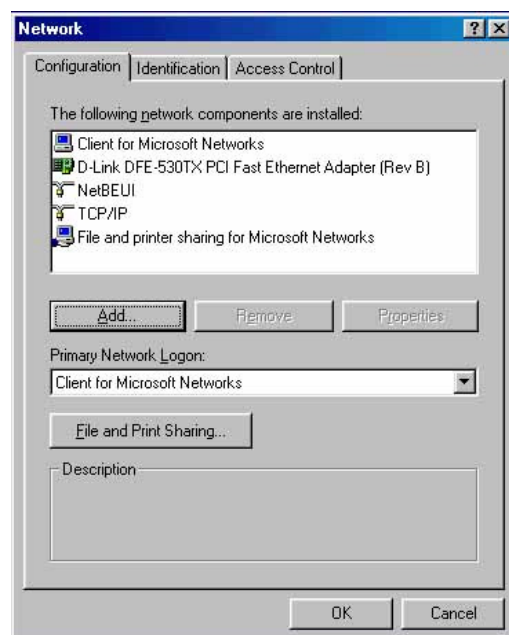 Network
Configuration Identification Access Control
The following network components are installed:
Client for Microsoft Networks
D-Link DFE-530TX PCI Fast Ethernet Adapter (Rev B)
NetBEUI
TCP/IP
File and printer sharing for Microsoft Networks
Add... Remove Properties
Primary Network Logon:
Client for Microsoft Networks
File and Print Sharing...
Description
OK Cancel